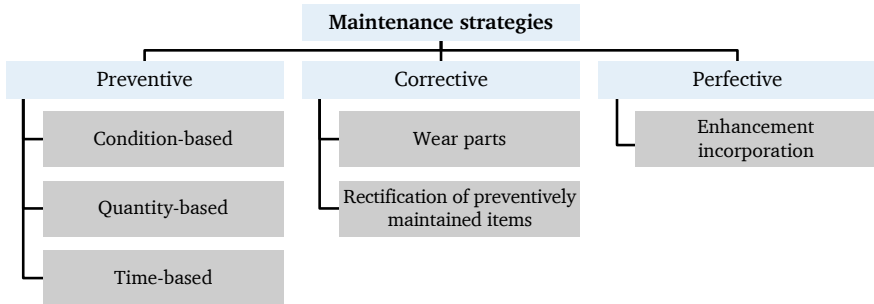 Maintenance strategies
Preventive
Corrective
Perfective
Condition-based
Quantity-based
Time-based
Wear parts
Rectification of preventively
maintained items
Enhancement
incorporation